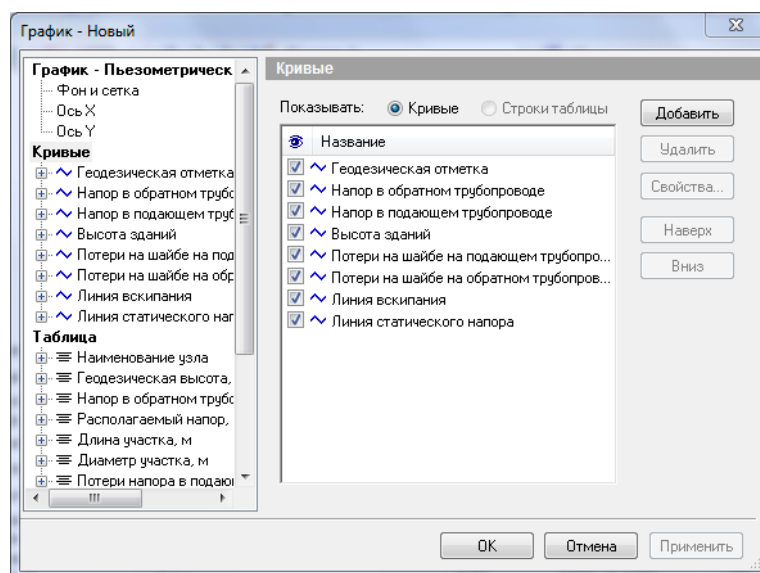 График - Новый
График - Пьезометрическ
Фон и сетка
Ось X
Ось Y
Кривые
Геодезическая отметка
Напор в обратном трубс
Напор в подающем труб
Высота зданий
Потери на шайбе на под
Потери на шайбе на обр
Линия вскипания
Линия статического наг
Таблица
Наименование узла
Геодезическая высота,
Напор в обратном трубс
Располагаемый напор,
Длина участка, м
Диаметр участка, м
Потери напора в подаю
Кривые
Показывать: Кривые Строки таблицы
Название
Геодезическая отметка
Напор в обратном трубопроводе
Напор в подающем трубопроводе
Высота зданий
Потери на шайбе на подающем трубопро...
Потери на шайбе на обратном трубопров...
Линия вскипания
Линия статического напора
Добавить
Удалить
Свойства...
Наверх
Вниз
OK Отмена Применить